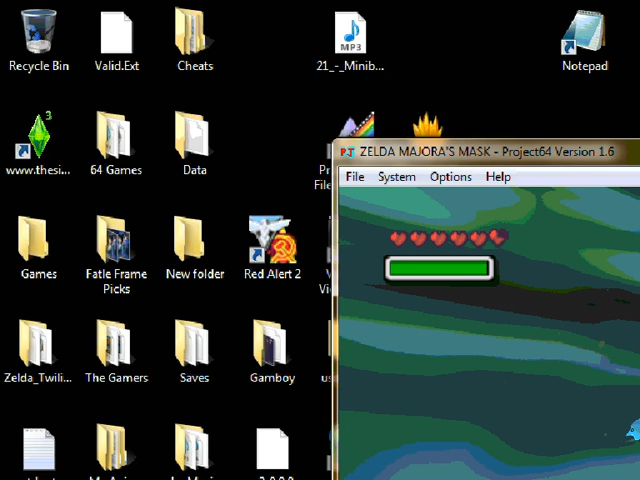 Recycle Bin
Valid.Ext
Cheats
MP3
21_-_Minib...
Notepad
3
www.thesi...
64 Games
Data
ZELDA MAJORA'S MASK - Project64 Version 1.6
File System Options Help
Games
Fatle Frame
Picks
New folder
Red Alert 2
Zelda_Twili...
The Gamers
Saves
Gamboy